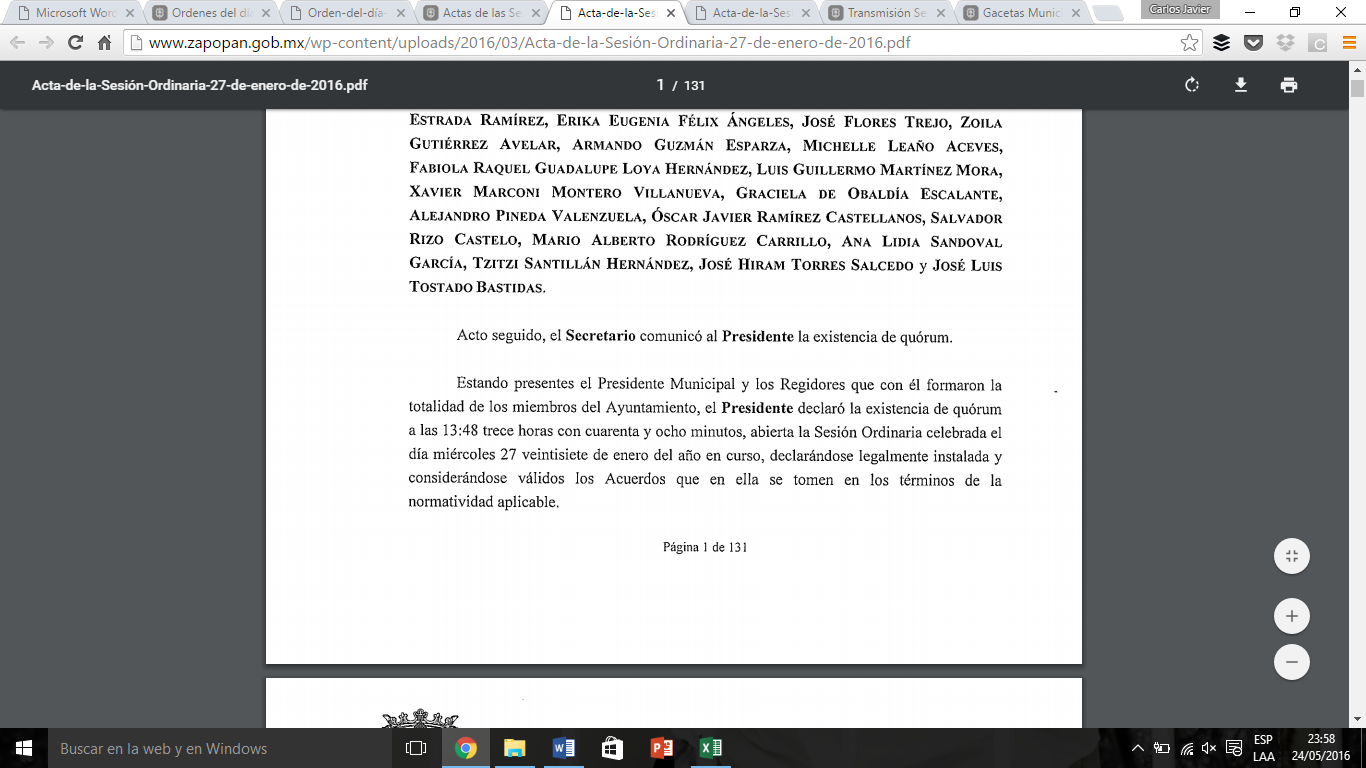 Microsoft Word
Ordenes del dí
Orden-del-día-
Actas de las Se
Acta-de-la-Ses
Acta-de-la-Ses
Transmisión Se
Gacetas Munic
Carlos Javier
www.zapopan.gob.mx/wp-content/uploads/2016/03/Acta-de-la-Sesión-Ordinaria-27-de-enero-de-2016.pdf
Acta-de-la-Sesión-Ordinaria-27-de-enero-de-2016.pdf
1 / 131
ESTRADA RAMÍREZ, ERIKA EUGENIA FÉLIX ÁNGELES, JOSÉ FLORES TREJO, ZOILA
GUTIÉRREZ AVELAR, ARMANDO GUZMÁN ESPARZA, MICHELLE LEAÑO ACEVES,
FABIOLA RAQUEL GUADALUPE LOYA HERNÁNDEZ, LUIS GUILLERMO MARTÍNEZ MORA,
XAVIER MARCONI MONTERO VILLANUEVA, GRACIELA DE OBALDÍA ESCALANTE,
ALEJANDRO PINEDA VALENZUELA, ÓSCAR JAVIER RAMÍREZ CASTELLANOS, SALVADOR
RIZO CASTELO, MARIO ALBERTO RODRÍGUEZ CARRILLO, ANA LIDIA SANDOVAL
GARCÍA, TZITZI SANTILLÁN HERNÁNDEZ, JOSÉ HIRAM TORRES SALCEDO y JOSÉ LUIS
TOSTADO BASTIDAS.
Acto seguido, el Secretario comunicó al Presidente la existencia de quórum.
Estando presentes el Presidente Municipal y los Regidores que con él formaron la
totalidad de los miembros del Ayuntamiento, el Presidente declaró la existencia de quórum
a las 13:48 trece horas con cuarenta y ocho minutos, abierta la Sesión Ordinaria celebrada el
día miércoles 27 veintisiete de enero del año en curso, declarándose legalmente instalada y
considerándose válidos los Acuerdos que en ella se tomen en los términos de la
normatividad aplicable.
Página 1 de 131
Buscar en la web y en Windows
ESP
LAA
23:58
24/05/2016